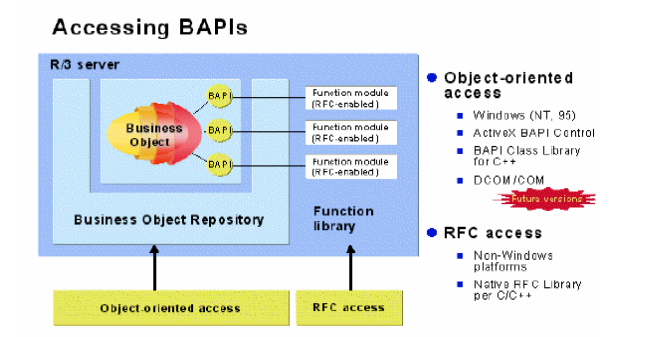 Accessing BAPIs
R/3 server
BAPI
Function module
(RFC-enabled)
Business
Object
BAPI
Function module
(RFC-enabled)
BAPI
Function module
(RFC-enabled)
Business Object Repository
Function
library
Object-oriented access
RFC access
Object-oriented
access
Windows (NT, 95)
ActiveX BAPI Control
BAPI Class Library
for C++
DCOM/COM
Future versions
RFC access
Non-Windows
platforms
Native RFC Library
per C/C++